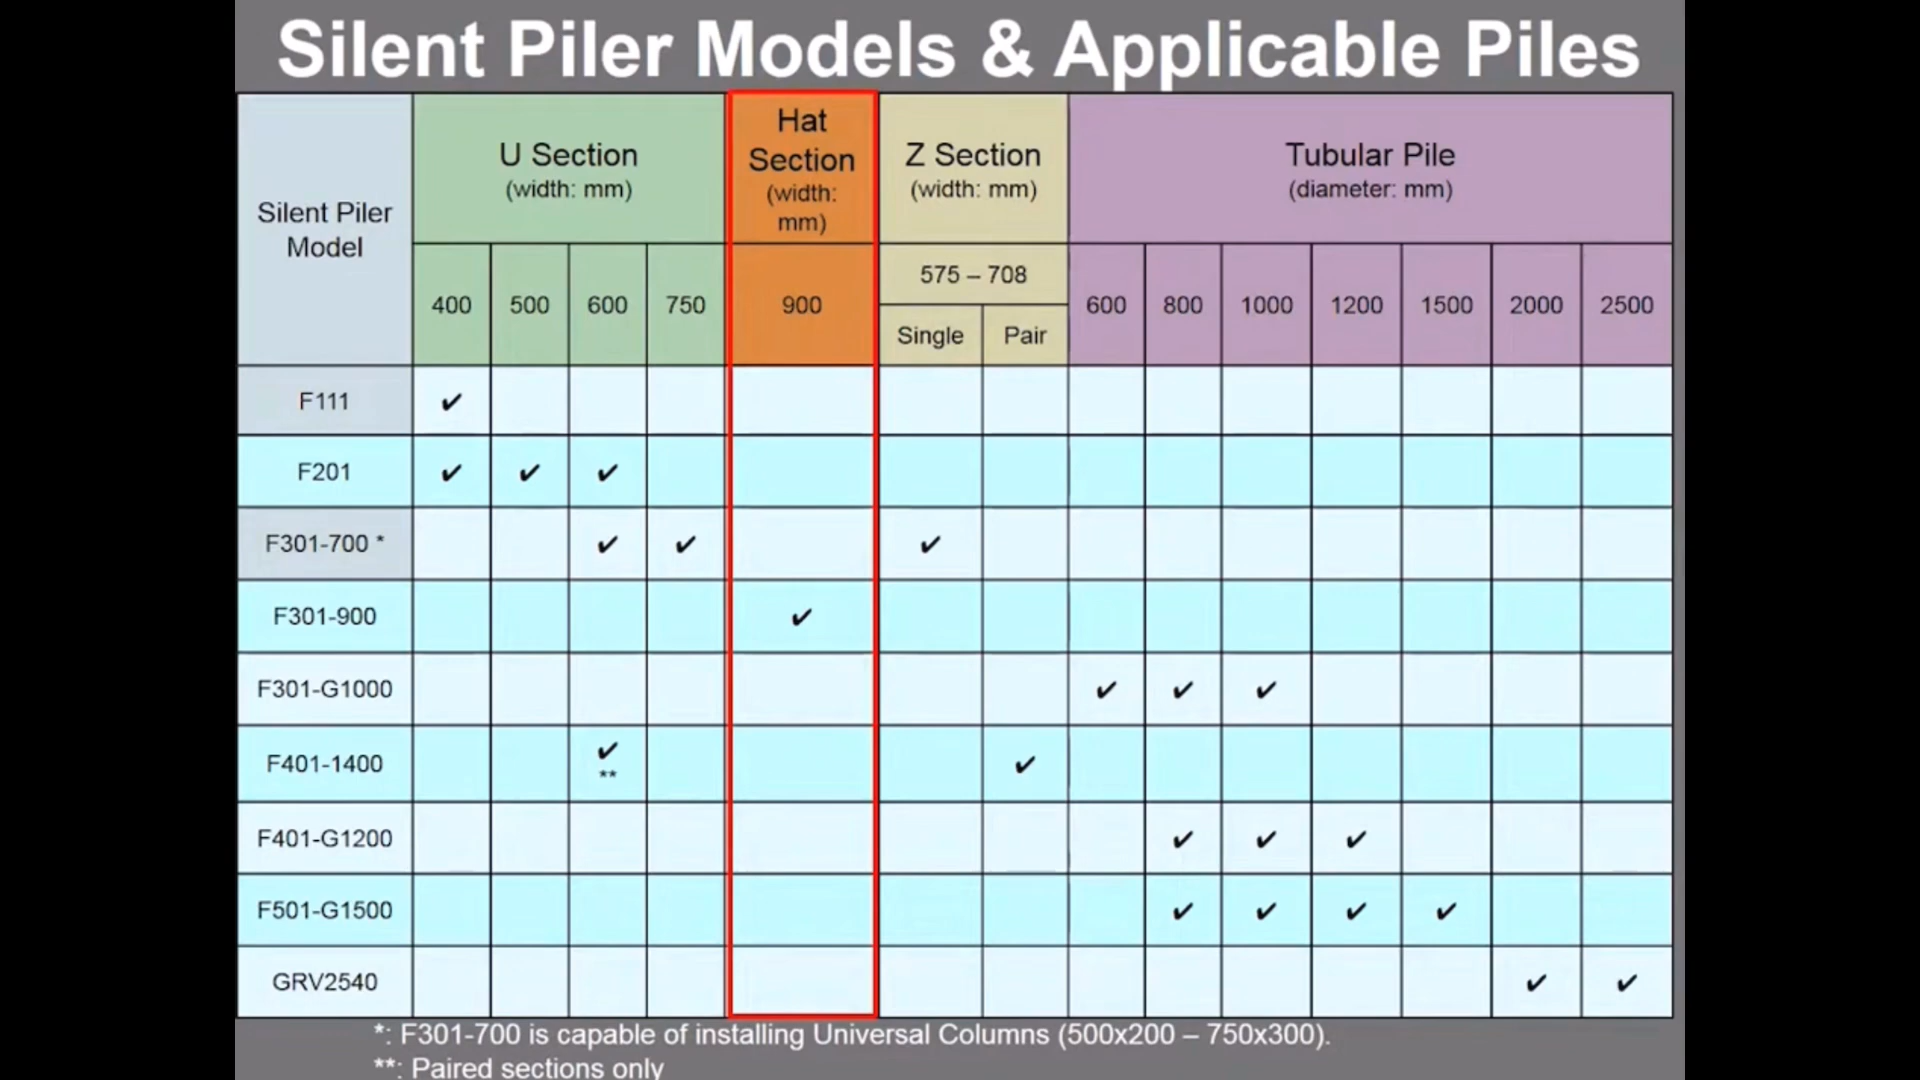 Silent Piler Models & Applicable Piles
Silent Piler
Model
U Section
(width: mm)
Hat
Section
(width:
mm)
Z Section
(width: mm)
Tubular Pile
(diameter: mm)
400 500 600 750 900 575 – 708 600 800 1000 1200 1500 2000 2500
Single Pair
F111 ✔
F201 ✔ ✔ ✔
F301-700 * ✔ ✔ ✔
F301-900 ✔
F301-G1000 ✔ ✔ ✔
F401-1400 ✔ ** ✔
F401-G1200 ✔ ✔ ✔
F501-G1500 ✔ ✔ ✔ ✔
GRV2540 ✔ ✔
*: F301-700 is capable of installing Universal Columns (500x200 – 750x300).
**: Paired sections only